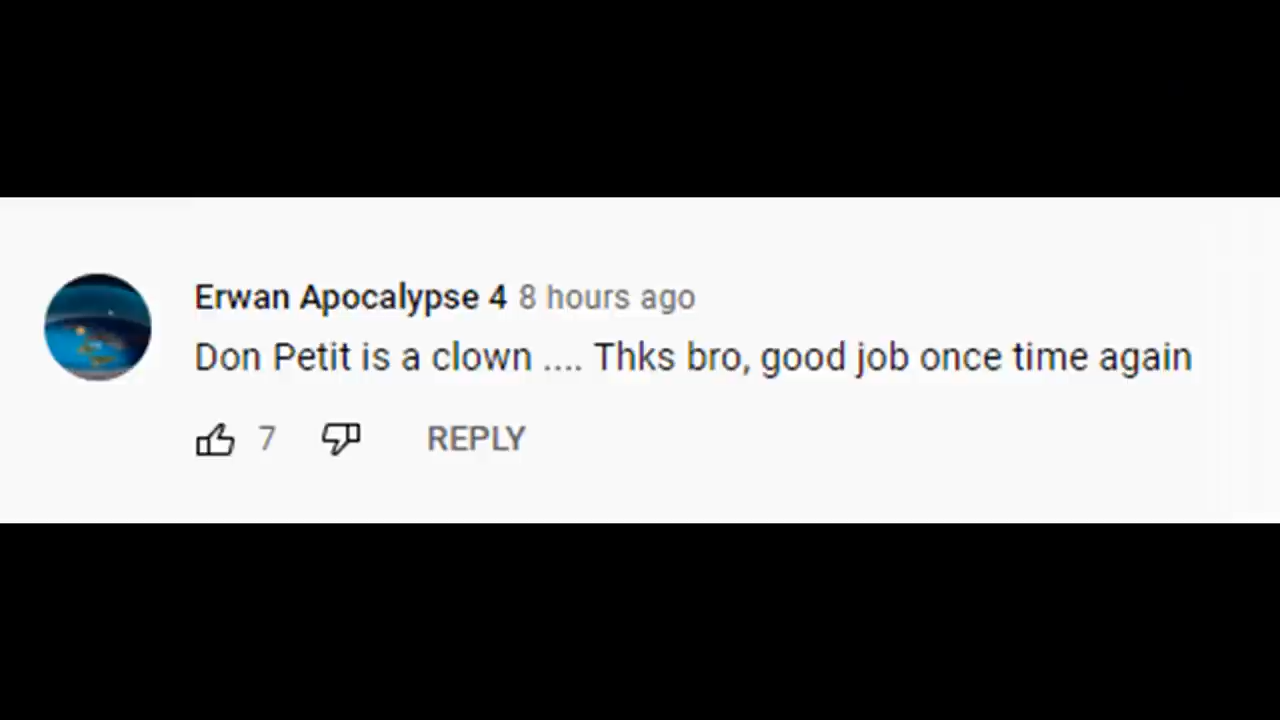 Erwan Apocalypse 4 8 hours ago
Don Petit is a clown .... Thks bro, good job once time again
7 REPLY